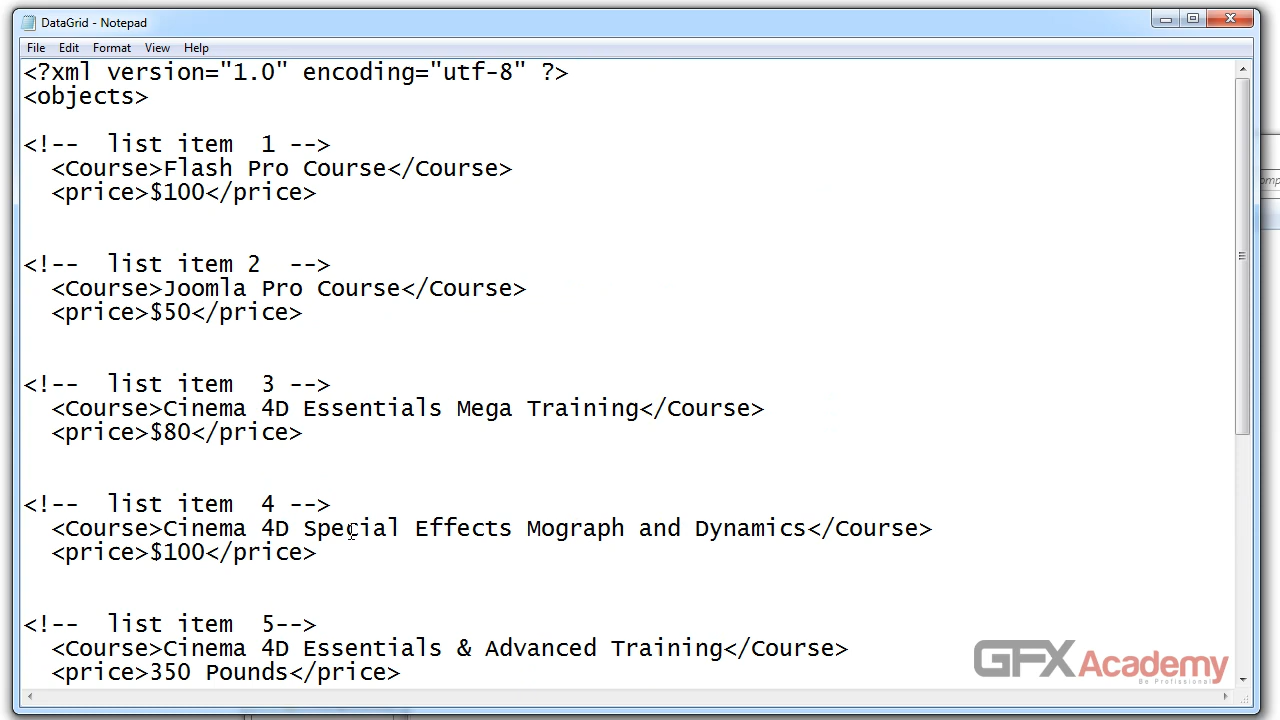 DataGrid - Notepad
File Edit Format View Help
<?xml version="1.0" encoding="utf-8" ?>
<objects>
<!--  list item  1 -->
  <Course>Flash Pro Course</Course>
  <price>$100</price>
<!--  list item 2  -->
  <Course>Joomla Pro Course</Course>
  <price>$50</price>
<!--  list item  3 -->
  <Course>Cinema 4D Essentials Mega Training</Course>
  <price>$80</price>
<!--  list item  4 -->
  <Course>Cinema 4D Special Effects Mograph and Dynamics</Course>
  <price>$100</price>
<!--  list item  5-->
  <Course>Cinema 4D Essentials & Advanced Training</Course>
  <price>350 Pounds</price>
GFX Academy
Be Professional